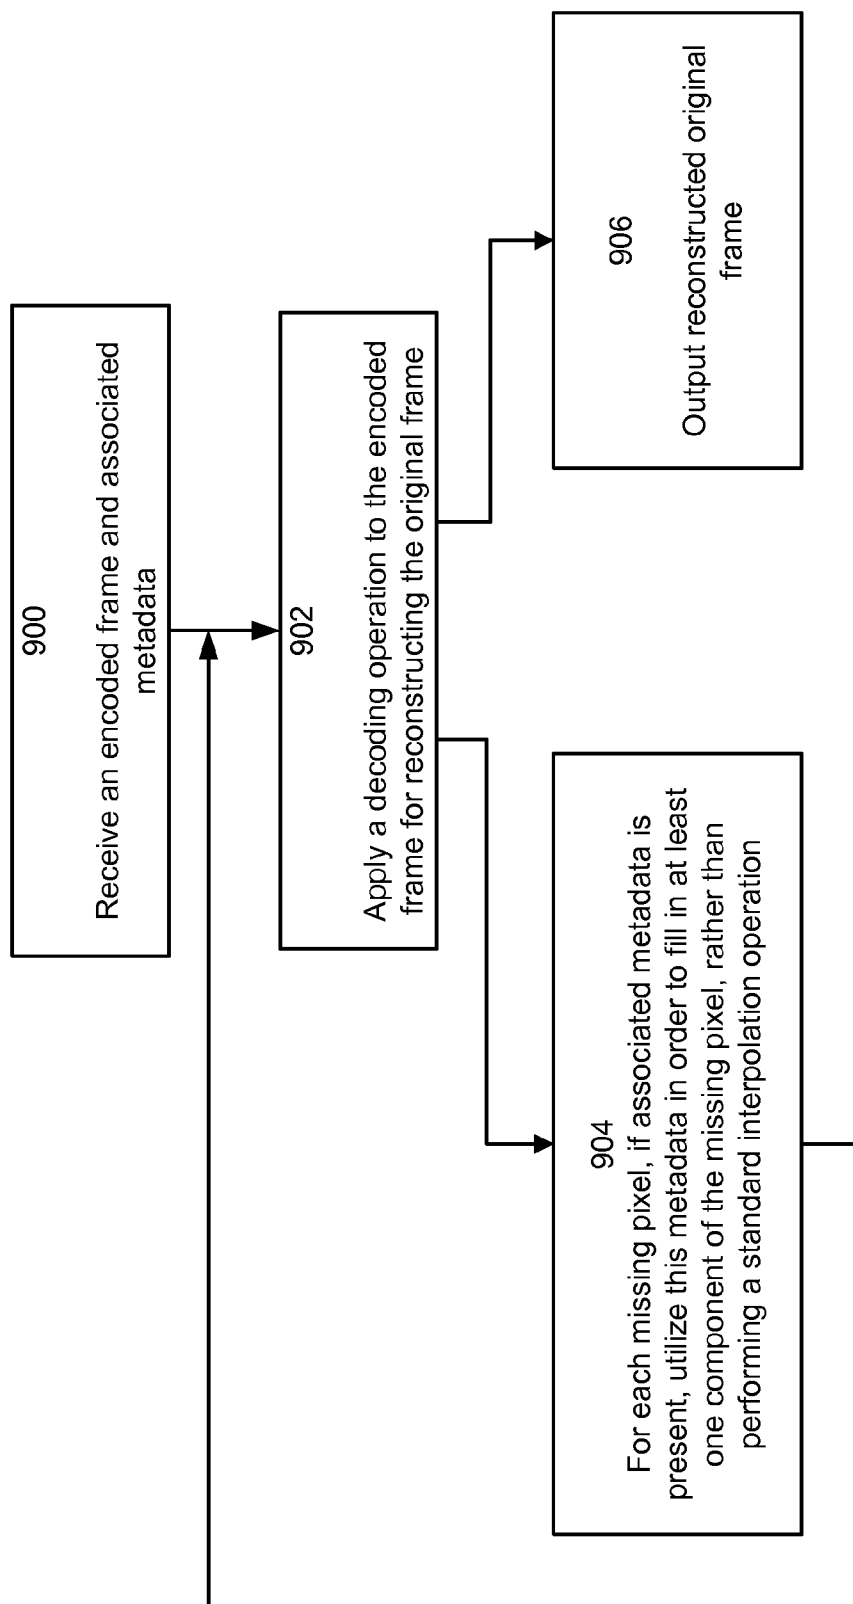 900
Receive an encoded frame and associated
metadata
902
Apply a decoding operation to the encoded
frame for reconstructing the original frame
904
For each missing pixel, if associated metadata is
present, utilize this metadata in order to fill in at least
one component of the missing pixel, rather than
performing a standard interpolation operation
906
Output reconstructed original
frame